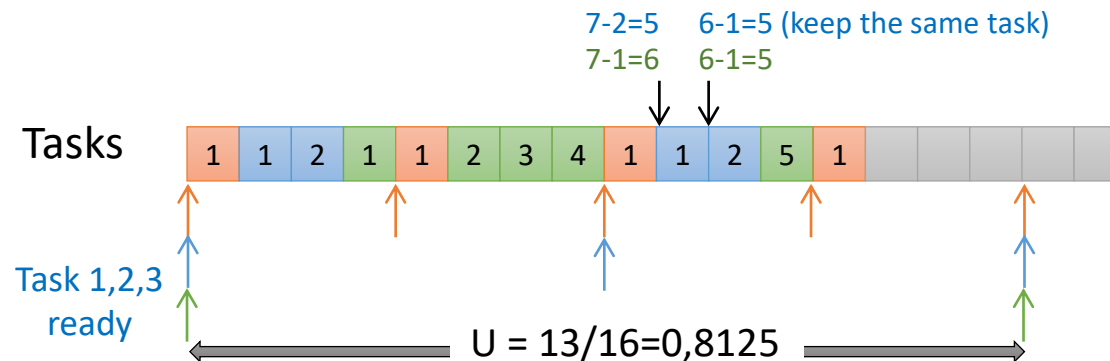 7-2=5 6-1=5 (keep the same task)
7-1=6 6-1=5
Tasks 1 1 2 1 1 2 3 4 1 1 2 5 1
Task 1,2,3
ready
U = 13/16=0,8125